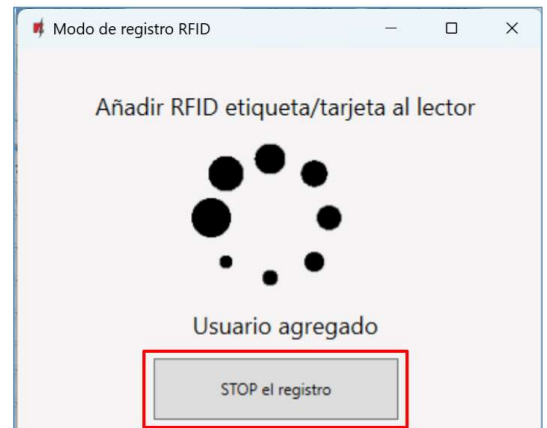 Modo de registro RFID
Añadir RFID etiqueta/tarjeta al lector
Usuario agregado
STOP el registro